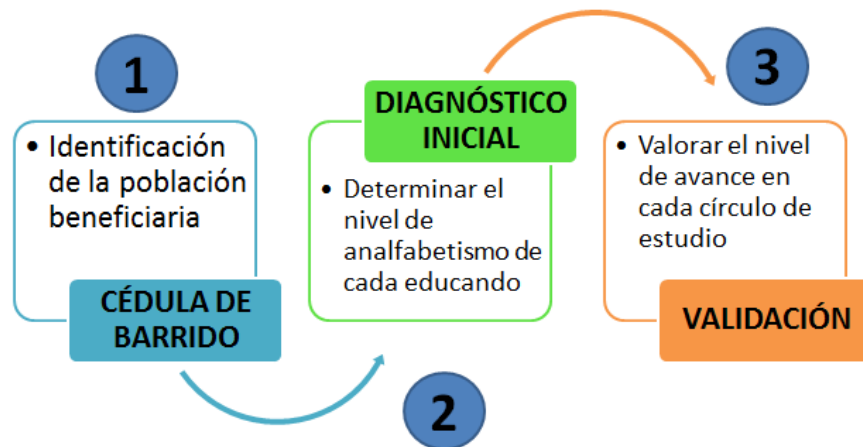 1
• Identificación
de la población
beneficiaria
CÉDULA DE
BARRIDO
2
DIAGNÓSTICO
INICIAL
• Determinar el
nivel de
analfabetismo de
cada educando
3
• Valorar el nivel
de avance en
cada círculo de
estudio
VALIDACIÓN